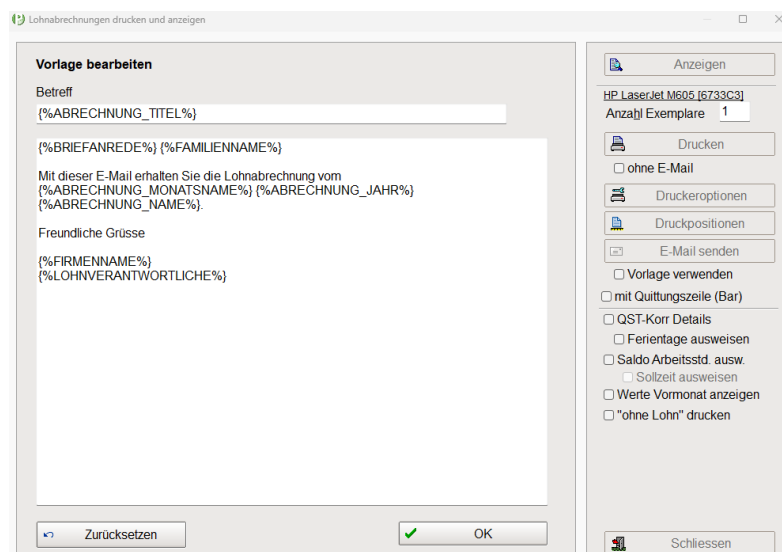 Lohnabrechnungen drucken und anzeigen
Vorlage bearbeiten
Betreff
{%ABRECHNUNG_TITEL%}
{%BRIEFANREDE%} {%FAMILIENNAME%}
Mit dieser E-Mail erhalten Sie die Lohnabrechnung vom
{%ABRECHNUNG_MONATSNAME%} {%ABRECHNUNG_JAHR%}
{%ABRECHNUNG_NAME%}.
Freundliche Grüsse
{%FIRMENNAME%}
{%LOHNVERANTWORTLICHE%}
Zurücksetzen
OK
Anzeigen
HP LaserJet M605 [6733C3]
Anzahl Exemplare 1
Drucken
ohne E-Mail
Druckeroptionen
Druckpositionen
E-Mail senden
Vorlage verwenden
mit Quittungszeile (Bar)
QST-Korr Details
Ferientage ausweisen
Saldo Arbeitsstd. ausw.
Sollzeit ausweisen
Werte Vormonat anzeigen
"ohne Lohn" drucken
Schliessen